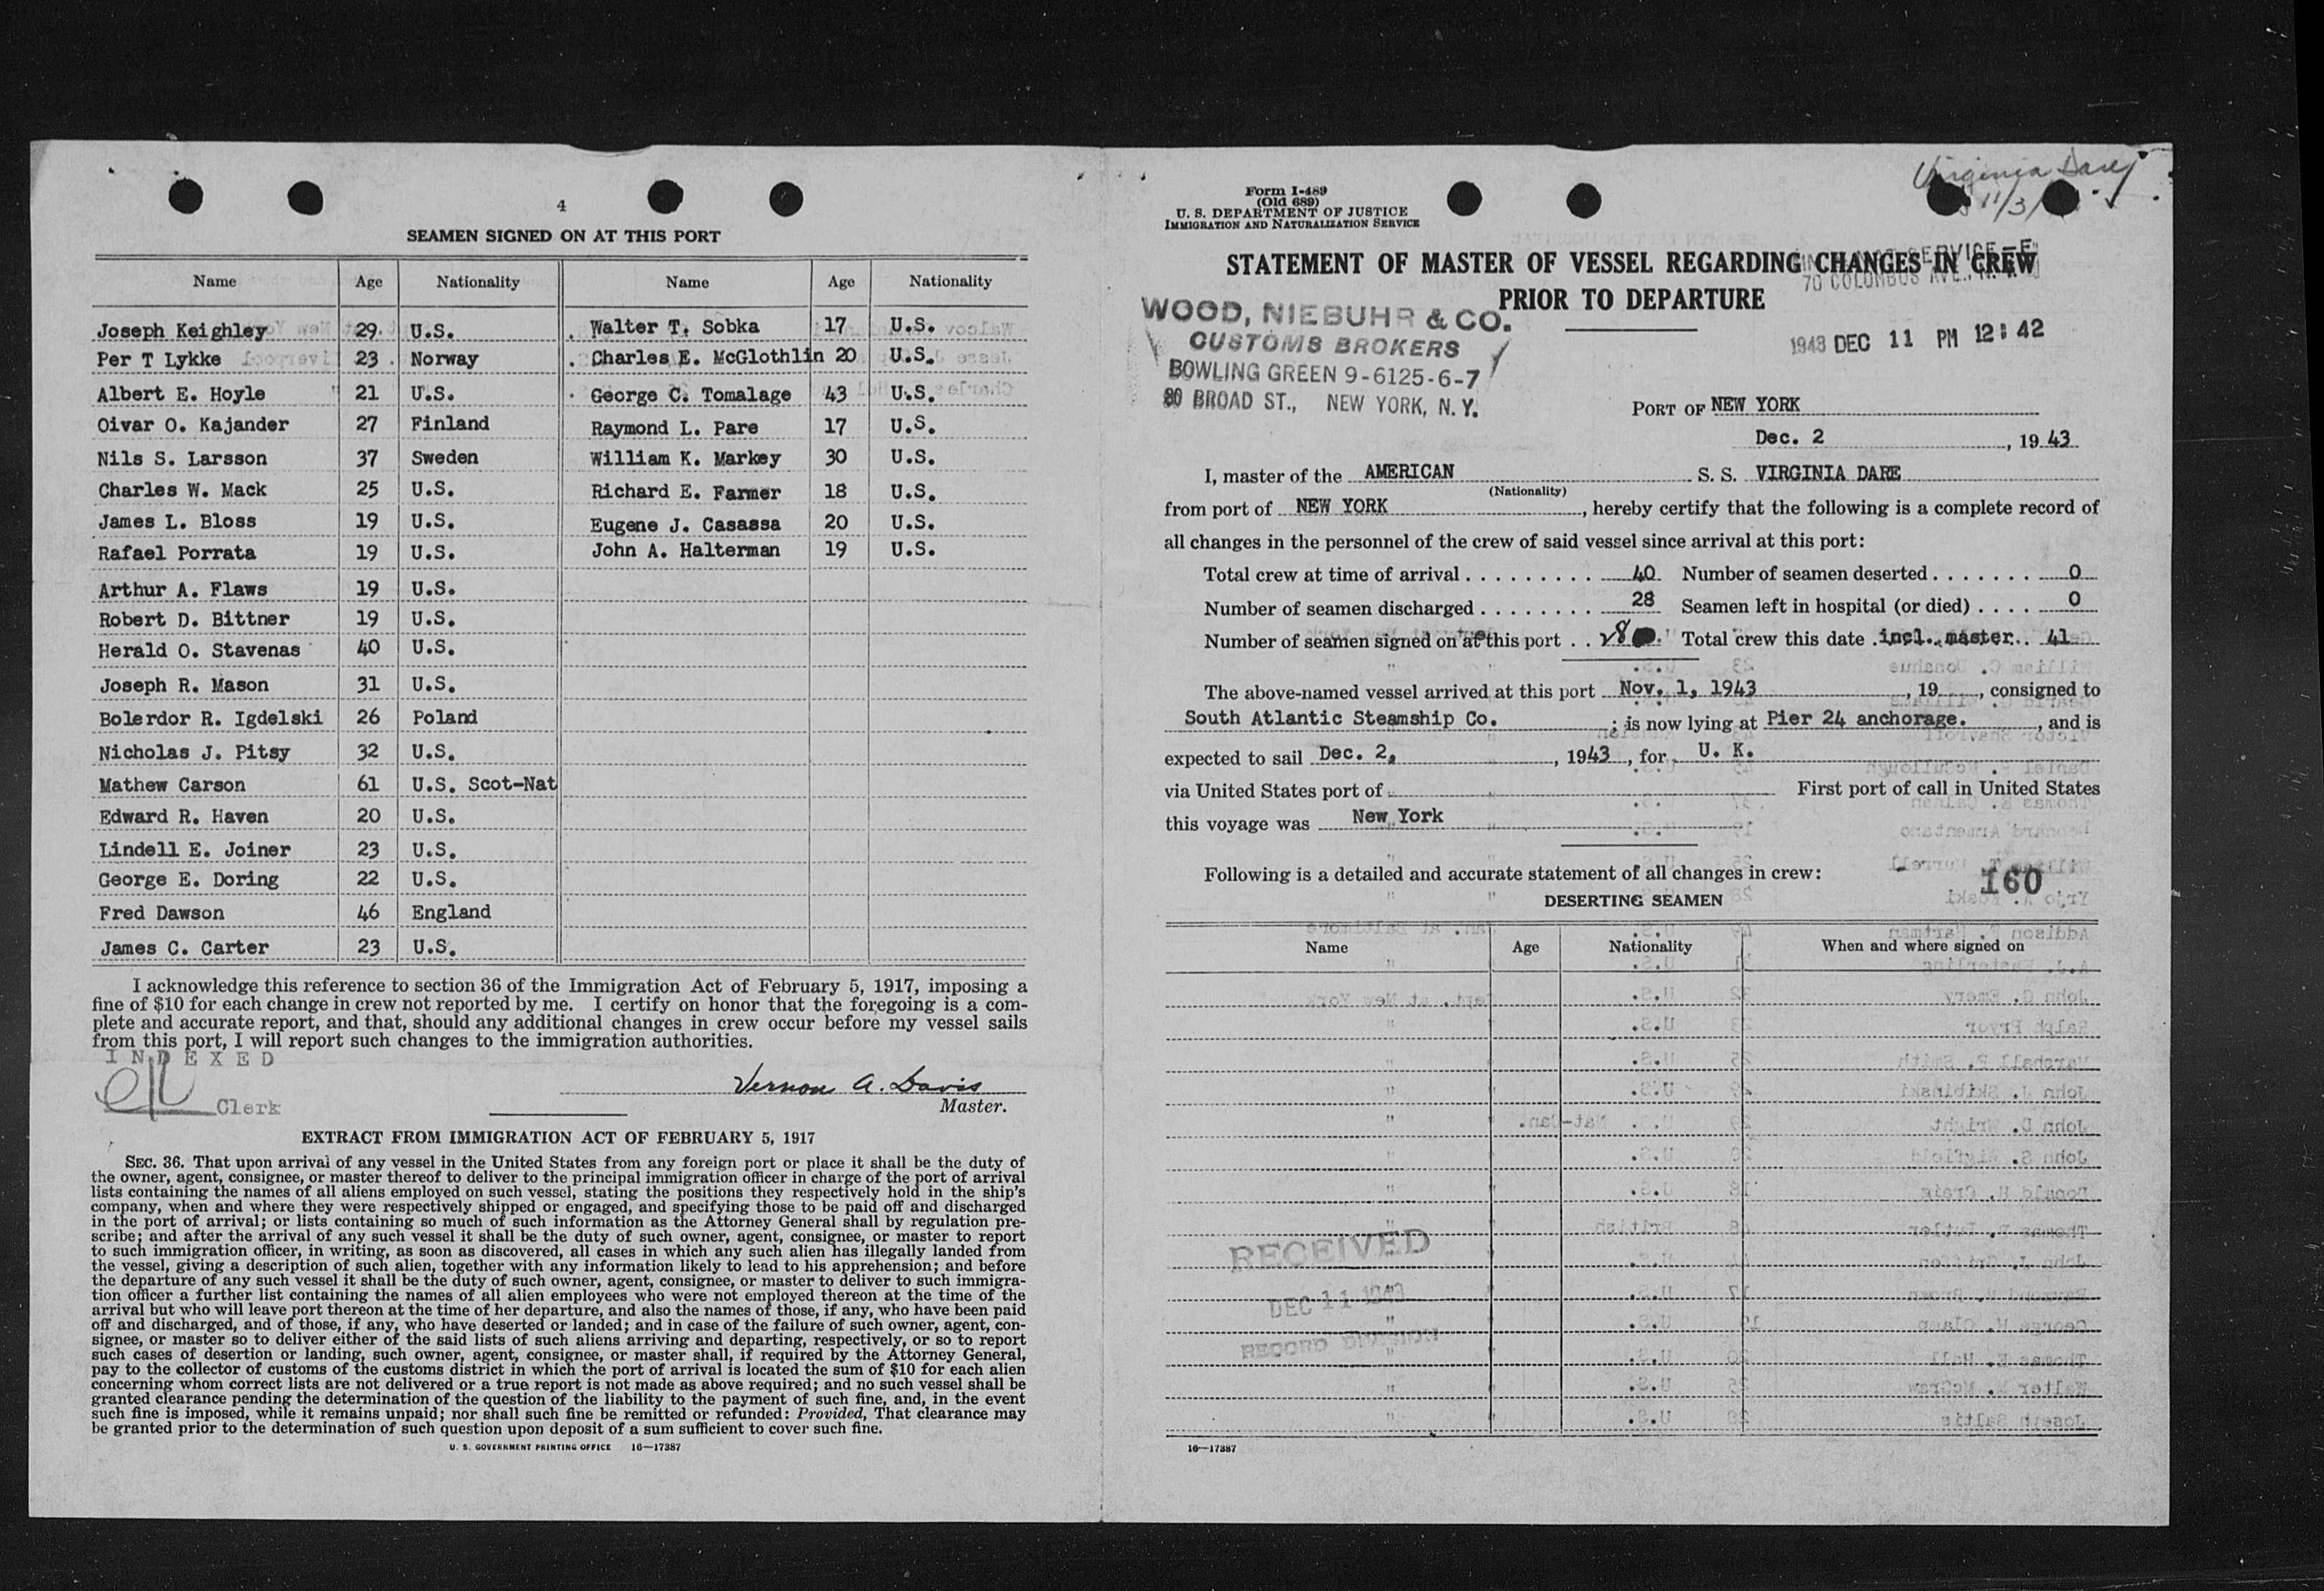 4
SEAMEN SIGNED ON AT THIS PORT
Name Age Nationality Name Age Nationality
Joseph Keighley 29 U.S. Walter T. Sobka 17 U.S.
Per T Lykke 23 Norway Charles E. McGlothlin 20 U.S.
Albert E. Hoyle 21 U.S. George C. Tomalage 43 U.S.
Oivar O. Kajander 27 Finland Raymond L. Pare 17 U.S.
Nils S. Larsson 37 Sweden William K. Markey 30 U.S.
Charles W. Mack 25 U.S. Richard E. Farmer 18 U.S.
James L. Bloss 19 U.S. Eugene J. Casassa 20 U.S.
Rafael Porrata 19 U.S. John A. Halterman 19 U.S.
Arthur A. Flaws 19 U.S.
Robert D. Bittner 19 U.S.
Herald O. Stavenas 40 U.S.
Joseph R. Mason 31 U.S.
Bolerdor R. Igdelski 26 Poland
Nicholas J. Pitsy 32 U.S.
Mathew Carson 61 U.S. Scot-Nat
Edward R. Haven 20 U.S.
Lindell E. Joiner 23 U.S.
George E. Doring 22 U.S.
Fred Dawson 46 England
James C. Carter 23 U.S.
I acknowledge this reference to section 36 of the Immigration Act of February 5, 1917, imposing a
fine of $10 for each change in crew not reported by me. I certify on honor that the foregoing is a com-
plete and accurate report, and that, should any additional changes in crew occur before my vessel sails
from this port, I will report such changes to the immigration authorities.
INDEXED
Clerk
Vernon A. Davis
Master.
EXTRACT FROM IMMIGRATION ACT OF FEBRUARY 5, 1917
SEC. 36. That upon arrival of any vessel in the United States from any foreign port or place it shall be the duty of
the owner, agent, consignee, or master thereof to deliver to the principal immigration officer in charge of the port of arrival
lists containing the names of all aliens employed on such vessel, stating the positions they respectively hold in the ship's
company, when and where they were respectively shipped or engaged, and specifying those to be paid off and discharged
in the port of arrival; or lists containing so much of such information as the Attorney General shall by regulation pre-
scribe; and after the arrival of any such vessel it shall be the duty of such owner, agent, consignee, or master to report
to such immigration officer, in writing, as soon as discovered, all cases in which any such alien has illegally landed from
the vessel, giving a description of such alien, together with any information likely to lead to his apprehension; and before
the departure of any such vessel it shall be the duty of such owner, agent, consignee, or master to deliver to such immigra-
tion officer a further list containing the names of all alien employees who were not employed thereon at the time of the
arrival but who will leave port thereon at the time of her departure, and also the names of those, if any, who have been paid
off and discharged, and of those, if any, who have deserted or landed; and in case of the failure of such owner, agent, con-
signee, or master so to deliver either of the said lists of such aliens arriving and departing, respectively, or so to report
such cases of desertion or landing, such owner, agent, consignee, or master shall, if required by the Attorney General,
pay to the collector of customs of the customs district in which the port of arrival is located the sum of $10 for each alien
concerning whom correct lists are not delivered or a true report is not made as above required; and no such vessel shall be
granted clearance pending the determination of the question of the liability to the payment of such fine, and, in the event
such fine is imposed, while it remains unpaid; nor shall such fine be remitted or refunded: Provided, That clearance may
be granted prior to the determination of such question upon deposit of a sum sufficient to cover such fine.
U. S. GOVERNMENT PRINTING OFFICE 16—17387
Virginia Dare
11/3/
Form I-489
(Old 689)
U. S. DEPARTMENT OF JUSTICE
IMMIGRATION AND NATURALIZATION SERVICE
STATEMENT OF MASTER OF VESSEL REGARDING CHANGES IN CREW
PRIOR TO DEPARTURE
SERVICE
70 COLUMBUS AVE.
1943 DEC 11 PM 12:42
WOOD, NIEBUHR & CO.
CUSTOMS BROKERS
BOWLING GREEN 9-6125-6-7
80 BROAD ST., NEW YORK, N.Y.
PORT OF NEW YORK
Dec. 2, 1943
I, master of the AMERICAN S. S. VIRGINIA DARE
(Nationality)
from port of NEW YORK, hereby certify that the following is a complete record of
all changes in the personnel of the crew of said vessel since arrival at this port:
Total crew at time of arrival 40 Number of seamen deserted 0
Number of seamen discharged 28 Seamen left in hospital (or died) 0
Number of seamen signed on at this port 28 Total crew this date incl. master 41
The above-named vessel arrived at this port Nov. 1, 1943, 19, consigned to
South Atlantic Steamship Co.; is now lying at Pier 24 anchorage., and is
expected to sail Dec. 2, 1943, for U. K.
via United States port of First port of call in United States
this voyage was New York
Following is a detailed and accurate statement of all changes in crew:
160
DESERTING SEAMEN
Name Age Nationality When and where signed on
RECEIVED
DEC 11 1943
RECORD DIVISION
16—17387